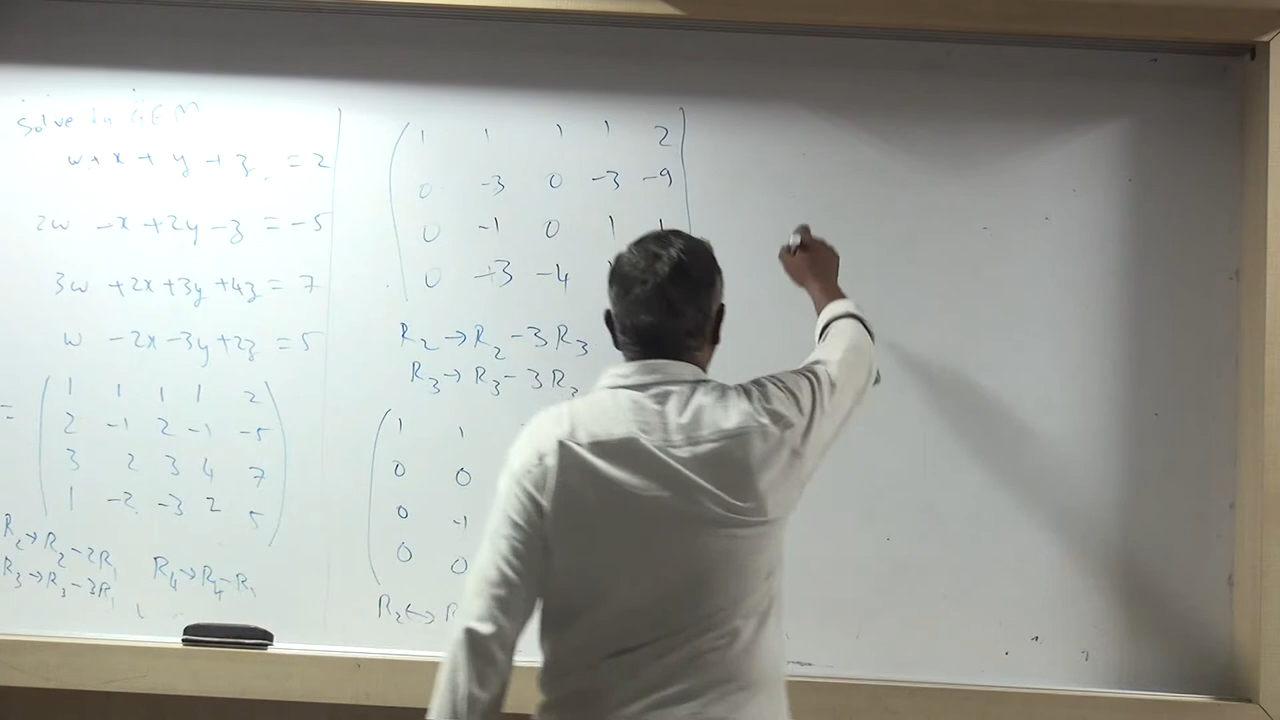 Solve by GEM
w + x + y + z = 2
2w - x + 2y - z = -5
3w + 2x + 3y + 4z = 7
w - 2x - 3y + 2z = 5
= 1 1 1 1 2
2 -1 2 -1 -5
3 2 3 4 7
1 -2 -3 2 5
R2 → R2 - 2R1
R3 → R3 - 3R1 R4 → R4 - R1
1 1 1 1 2
0 -3 0 -3 -9
0 -1 0 1 1
0 -3 -4
R2 → R2 - 3R3
R3 → R3 - 3R
1 1
0 0
0 -1
0 0
R2 ↔ R